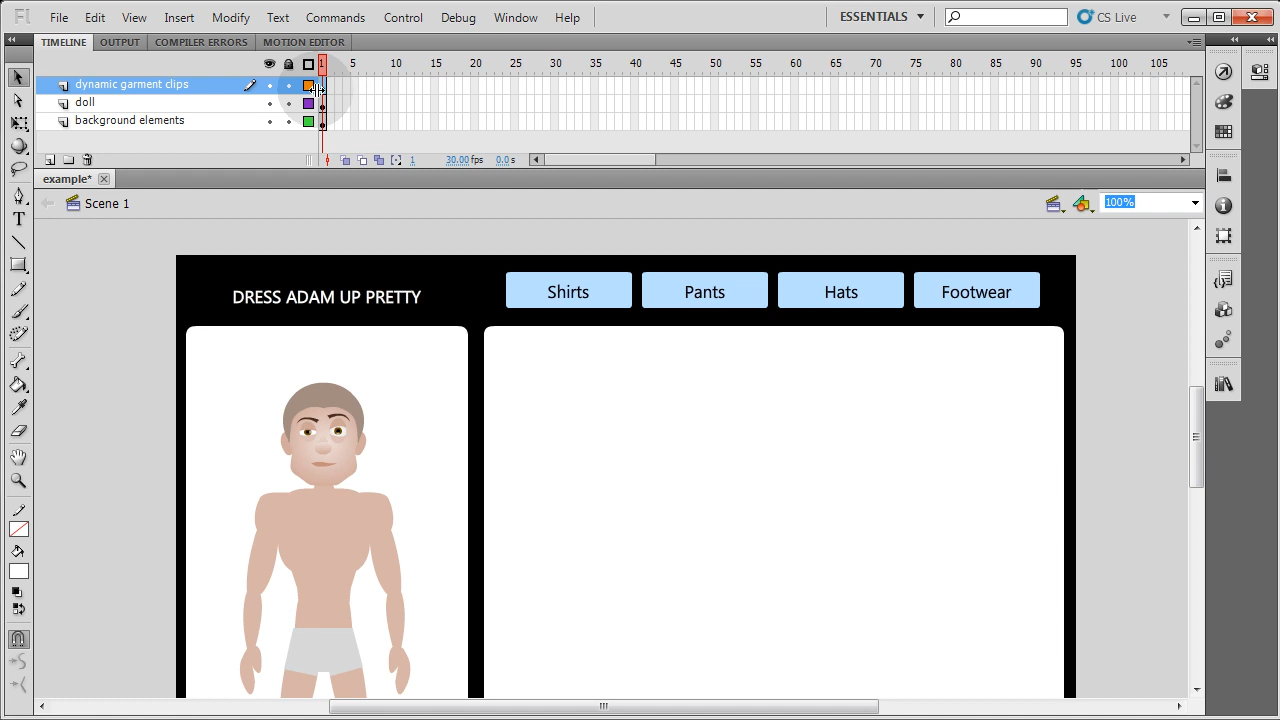 Fl File Edit View Insert Modify Text Commands Control Debug Window Help ESSENTIALS CS Live
TIMELINE OUTPUT COMPILER ERRORS MOTION EDITOR
1 5 10 15 20 25 30 35 40 45 50 55 60 65 70 75 80 85 90 95 100 105
dynamic garment clips
doll
background elements
1 30.00 fps 0.0 s
example*
Scene 1 100%
DRESS ADAM UP PRETTY Shirts Pants Hats Footwear
T